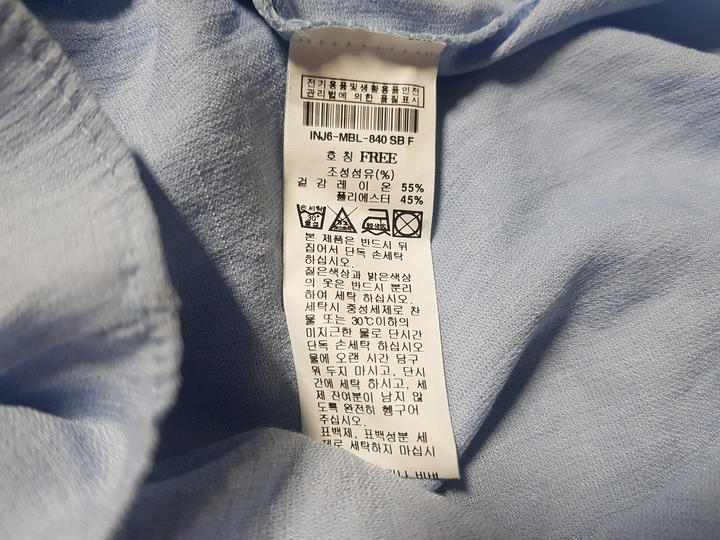 전기용품및생활용품안전
관리법에 의한 품질표시
INJ6-MBL-840 SB F
호칭 FREE
조성섬유(%)
겉감 레이온 55%
폴리에스터 45%
손세탁
30℃
중성
본 제품은 반드시 뒤
집어서 단독 손세탁
하십시오.
짙은색상과 밝은색상
의 옷은 반드시 분리
하여 세탁 하십시오.
세탁시 중성세제로 찬
물 또는 30℃이하의
미지근한 물로 단시간
단독 손세탁 하십시오
물에 오랜 시간 담구
워 두지 마시고, 단시
간에 세탁 하시고, 세
제 잔여분이 남지 않
도록 완전히 헹구어
주십시오.
표백제, 표백성분 세
제로 세탁하지 마십시